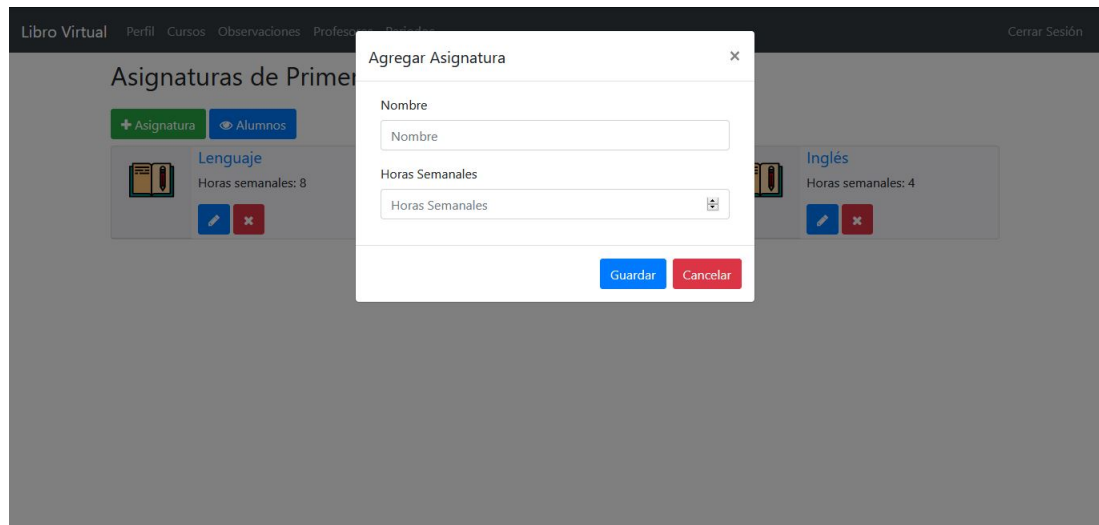 Libro Virtual Perfil Cursos Observaciones Cerrar Sesión
Agregar Asignatura ×
Asignaturas de
Nombre
Nombre
+ Asignatura Alumnos
Lenguaje
Horas semanales: 8
Horas Semanales
Horas Semanales
Inglés
Horas semanales: 4
Guardar Cancelar